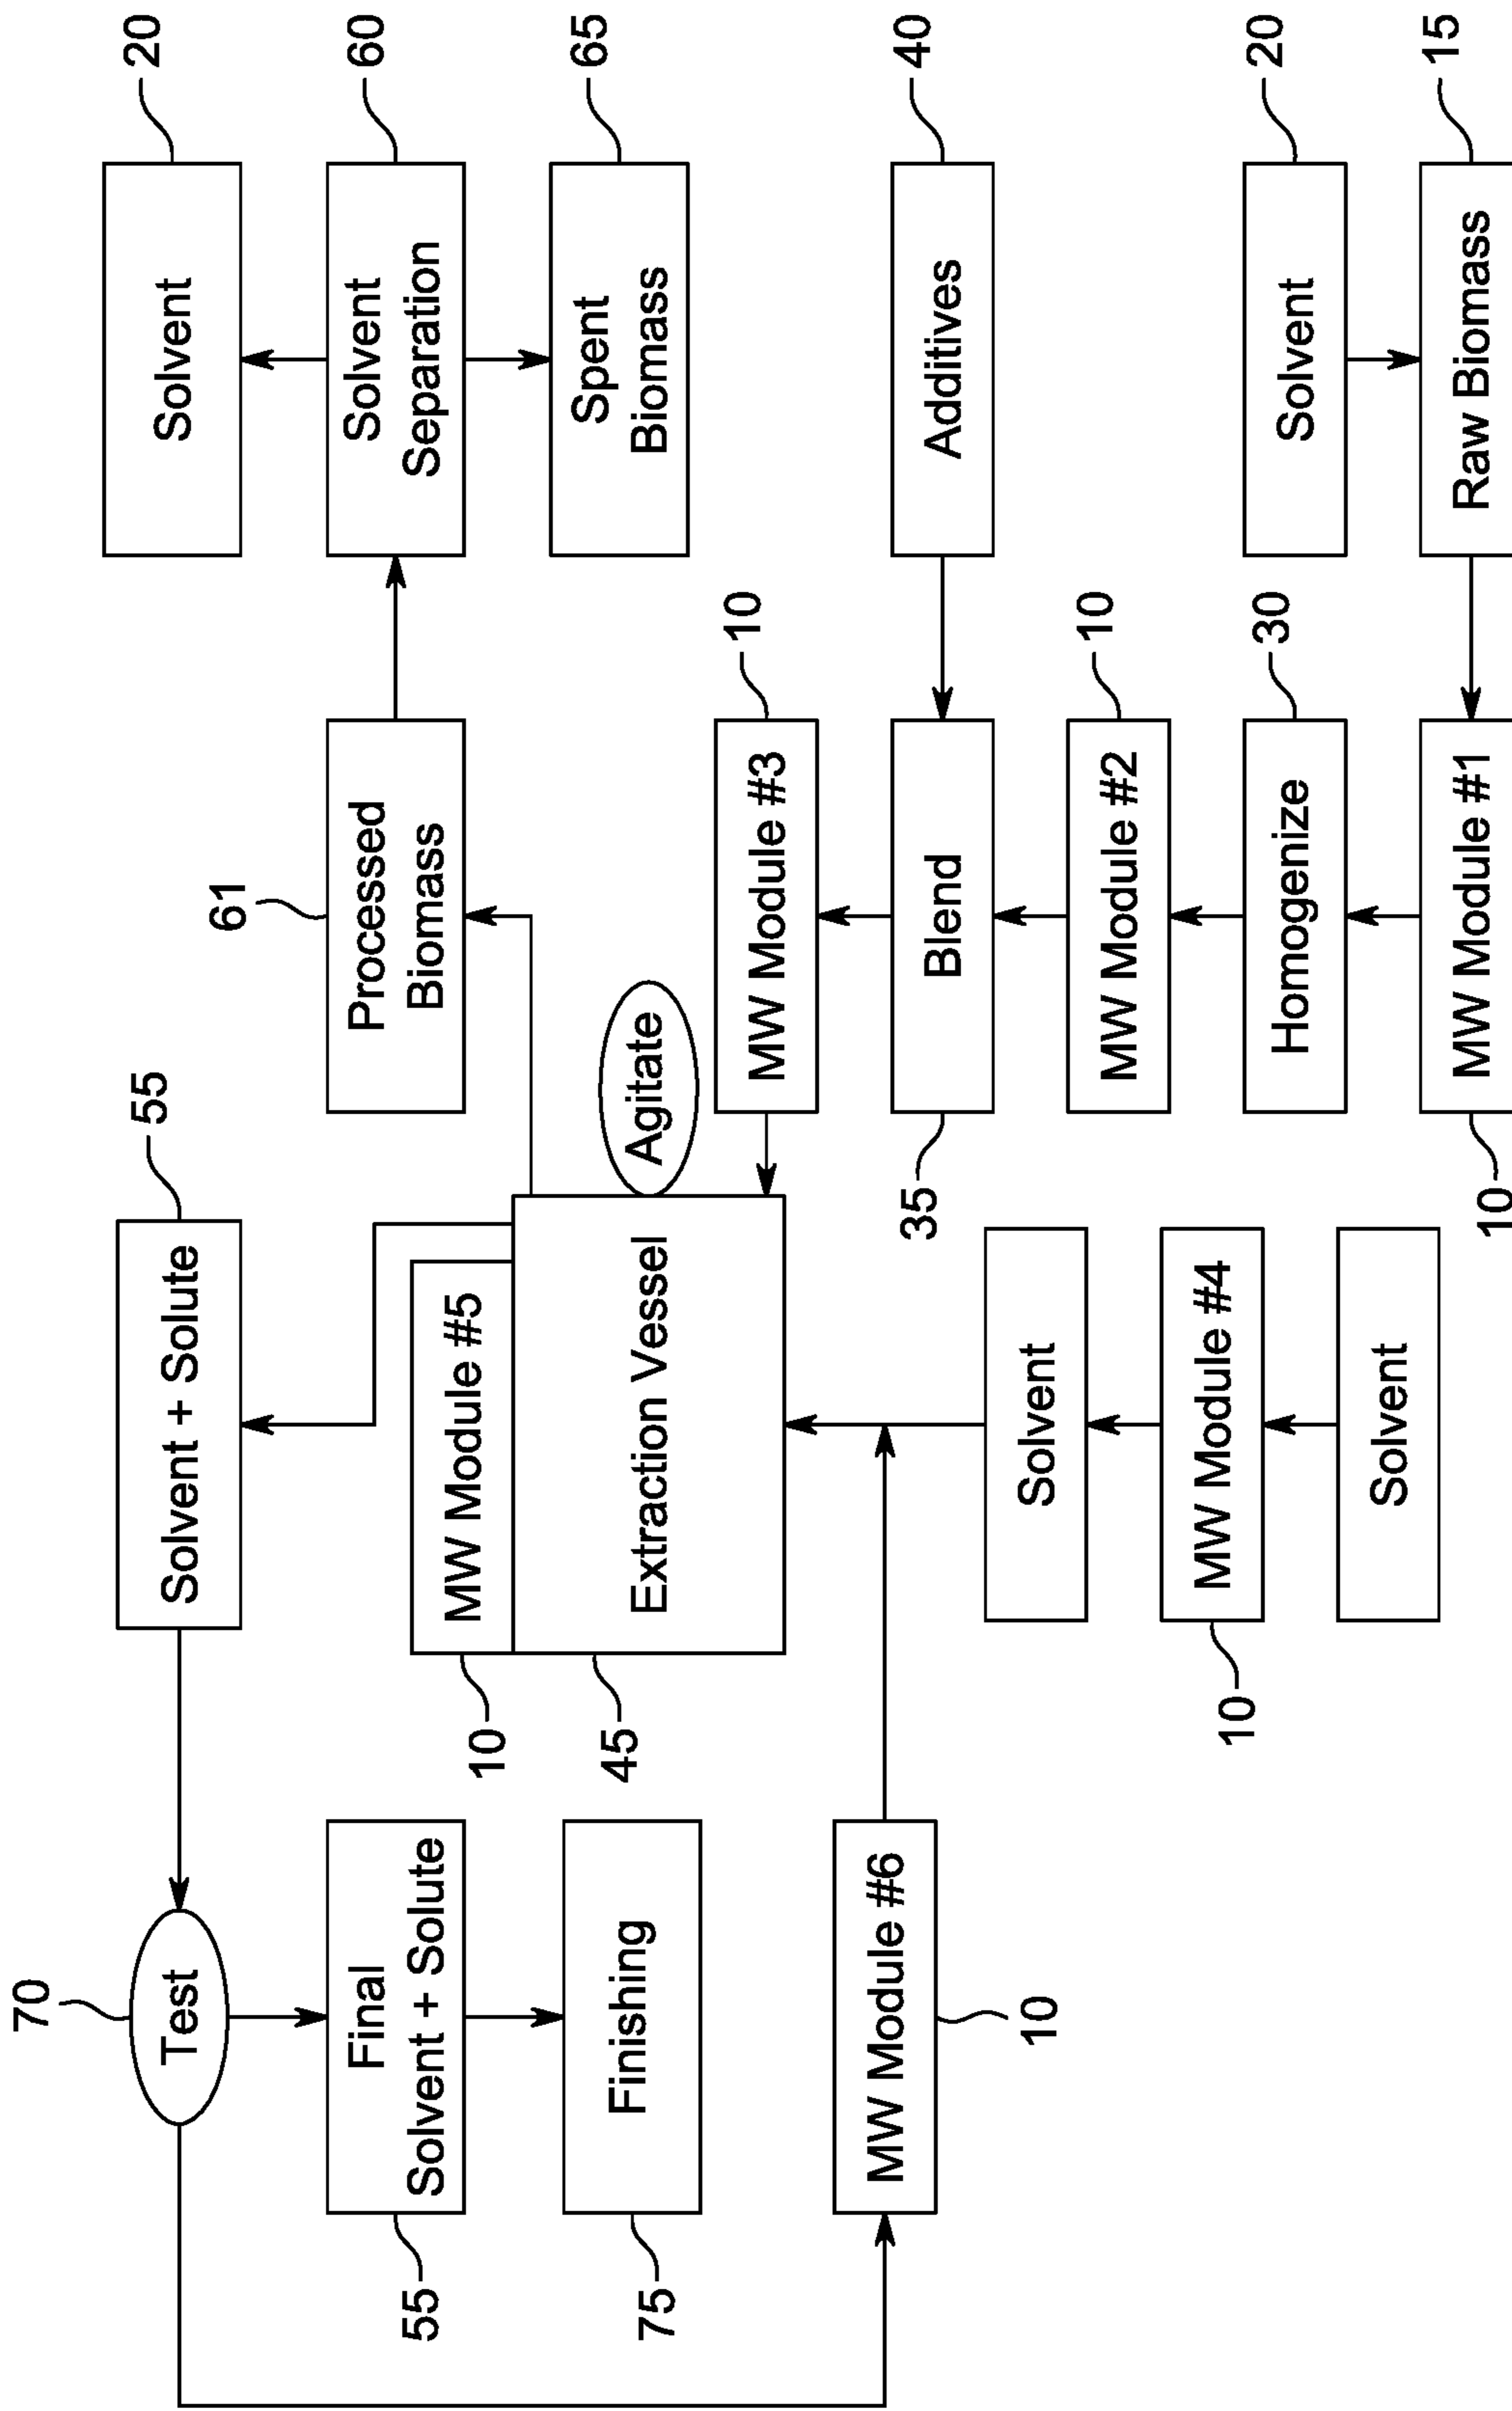 70
55
20
Test
Solvent + Solute
Solvent
61
60
Final
Solvent + Solute
55
Processed
Biomass
Solvent
Separation
MW Module #5
10
65
Finishing
75
Extraction Vessel
45
Agitate
Spent
Biomass
10
MW Module #3
MW Module #6
10
Blend
35
Additives
40
Solvent
10
MW Module #2
MW Module #4
10
30
Homogenize
20
Solvent
Solvent
MW Module #1
10
15
Raw Biomass